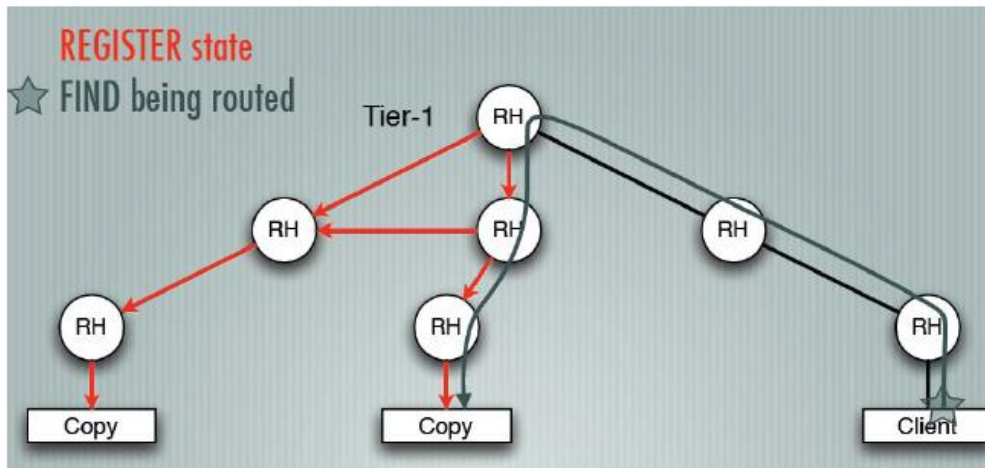 REGISTER state
FIND being routed
Tier-1
RH
RH
RH
RH
RH
RH
RH
Copy
Copy
Client